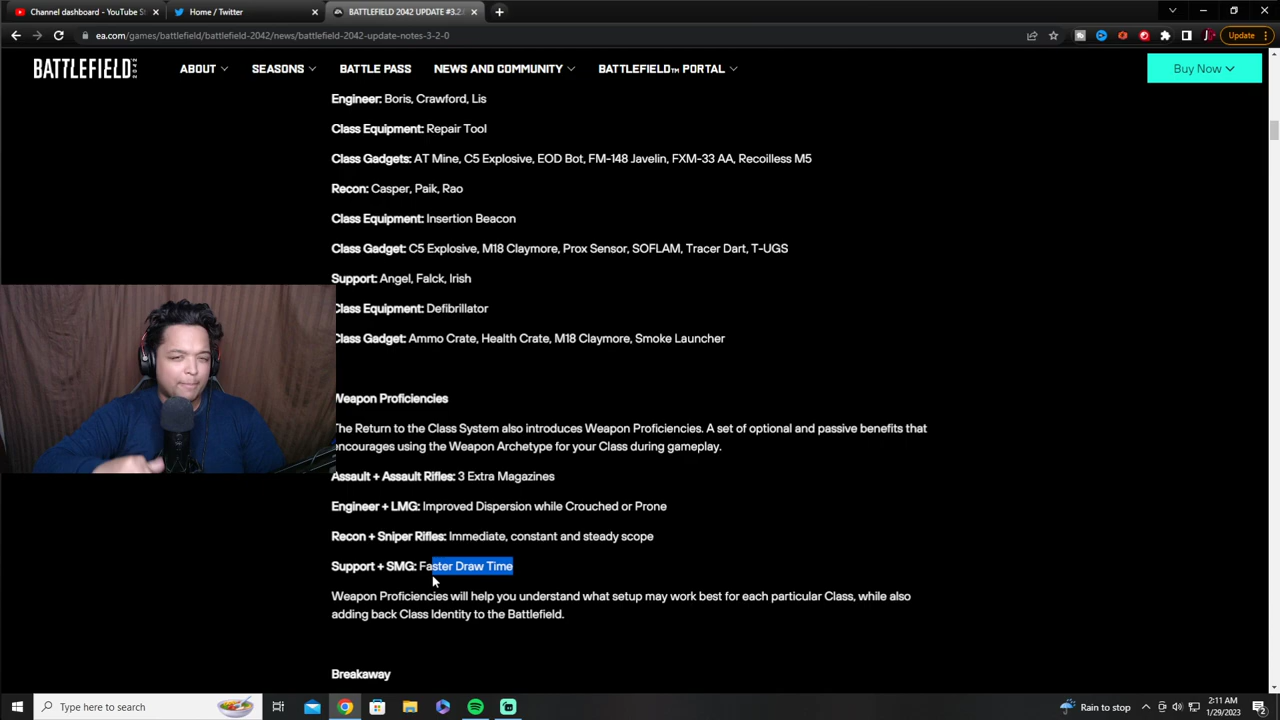 Channel dashboard - YouTube S
Home / Twitter
BATTLEFIELD 2042 UPDATE #3.2.
ea.com/games/battlefield/battlefield-2042/news/battlefield-2042-update-notes-3-2-0
Update
BATTLEFIELD 2042
ABOUT
SEASONS
BATTLE PASS
NEWS AND COMMUNITY
BATTLEFIELD™ PORTAL
Buy Now
Engineer: Boris, Crawford, Lis
Class Equipment: Repair Tool
Class Gadgets: AT Mine, C5 Explosive, EOD Bot, FM-148 Javelin, FXM-33 AA, Recoilless M5
Recon: Casper, Paik, Rao
Class Equipment: Insertion Beacon
Class Gadget: C5 Explosive, M18 Claymore, Prox Sensor, SOFLAM, Tracer Dart, T-UGS
Support: Angel, Falck, Irish
Class Equipment: Defibrillator
Class Gadget: Ammo Crate, Health Crate, M18 Claymore, Smoke Launcher
Weapon Proficiencies
The Return to the Class System also introduces Weapon Proficiencies. A set of optional and passive benefits that
encourages using the Weapon Archetype for your Class during gameplay.
Assault + Assault Rifles: 3 Extra Magazines
Engineer + LMG: Improved Dispersion while Crouched or Prone
Recon + Sniper Rifles: Immediate, constant and steady scope
Support + SMG: Faster Draw Time
Weapon Proficiencies will help you understand what setup may work best for each particular Class, while also
adding back Class Identity to the Battlefield.
Breakaway
Type here to search
Rain to stop
2:11 AM
1/29/2023
2